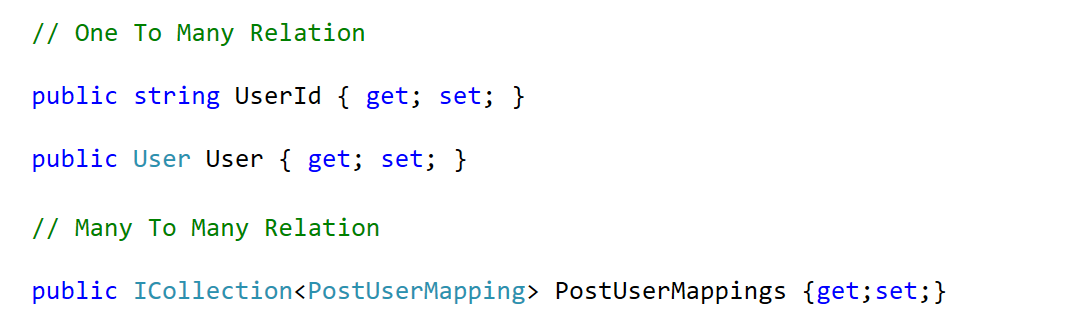 // One To Many Relation
public string UserId { get; set; }
public User User { get; set; }
// Many To Many Relation
public ICollection<PostUserMapping> PostUserMappings {get;set;}